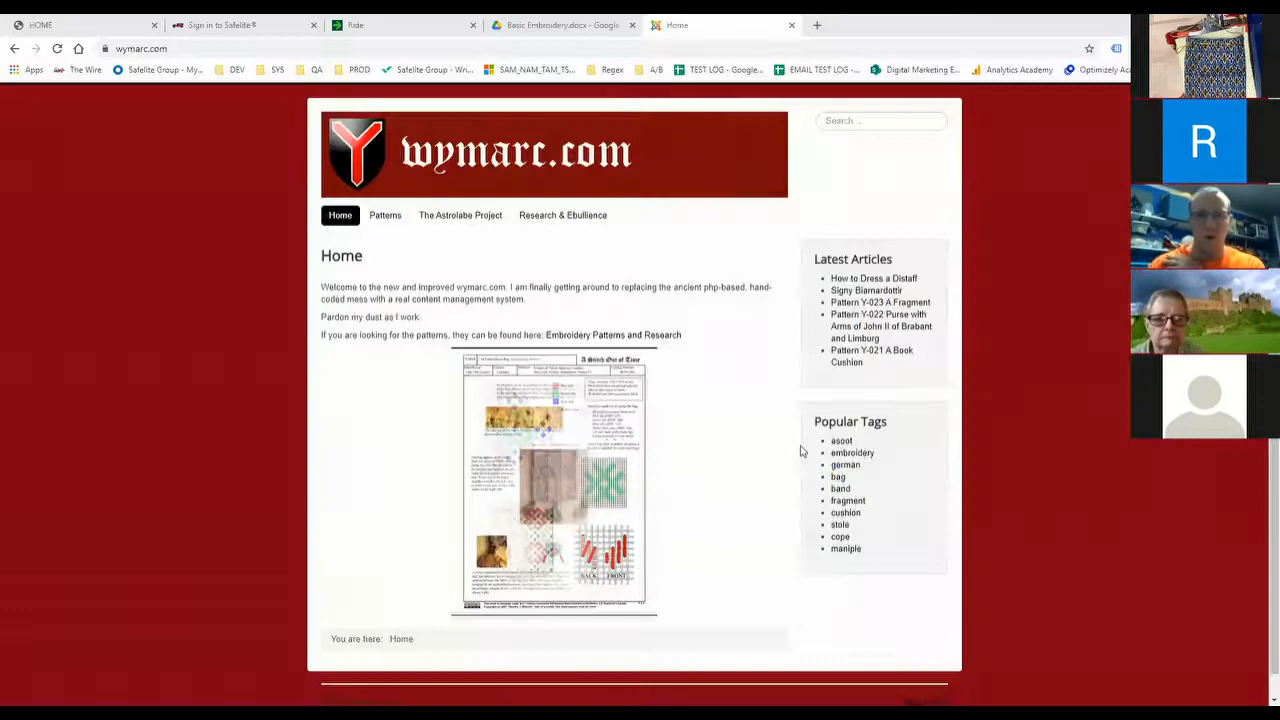 HOME
Sign in to Safelite®
Ride
Basic Embroidery.docx - Google
Home
wymarc.com
Apps
The Wire
Safelite Group - My...
DEV
SYS
QA
PROD
Safelite Group - Wri...
SAM_NAM_TAM_TS...
Regex
A/B
TEST LOG - Google...
EMAIL TEST LOG -...
Digital Marketing E...
Analytics Academy
Optimizely Ac
Y wymarc.com
Search ...
Home
Patterns
The Astrolabe Project
Research & Ebullience
Home
Welcome to the new and improved wymarc.com. I am finally getting around to replacing the ancient php-based, hand-
coded mess with a real content management system.
Pardon my dust as I work.
If you are looking for the patterns, they can be found here: Embroidery Patterns and Research
A Stitch Out of Time
BACK
FRONT
You are here: Home
Latest Articles
How to Dress a Distaff
Signy Biarnardottir
Pattern Y-023 A Fragment
Pattern Y-022 Purse with
Arms of John II of Brabant
and Limburg
Pattern Y-021 A Book
Cushion
Popular Tags
asoot
embroidery
german
bag
band
fragment
cushion
stole
cope
maniple
R